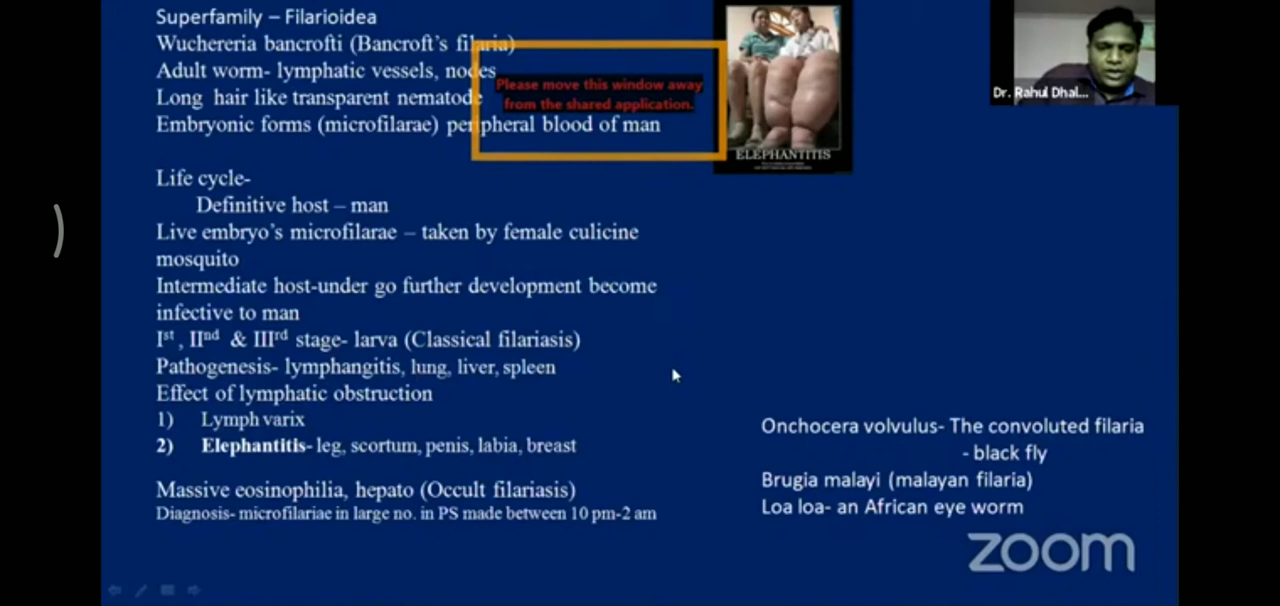 Superfamily – Filarioidea
Wuchereria bancrofti (Bancroft's filaria)
Adult worm- lymphatic vessels, nodes
Long hair like transparent nematode
Embryonic forms (microfilarae) peripheral blood of man
Please move this window away
from the shared application.
ELEPHANTITIS
Dr. Rahul Dhal...
Life cycle-
Definitive host – man
Live embryo's microfilarae – taken by female culicine
mosquito
Intermediate host-under go further development become
infective to man
Ist , IInd & IIIrd stage- larva (Classical filariasis)
Pathogenesis- lymphangitis, lung, liver, spleen
Effect of lymphatic obstruction
1) Lymph varix
2) Elephantitis- leg, scortum, penis, labia, breast
Massive eosinophilia, hepato (Occult filariasis)
Diagnosis- microfilariae in large no. in PS made between 10 pm-2 am
Onchocera volvulus- The convoluted filaria
- black fly
Brugia malayi (malayan filaria)
Loa loa- an African eye worm
zoom